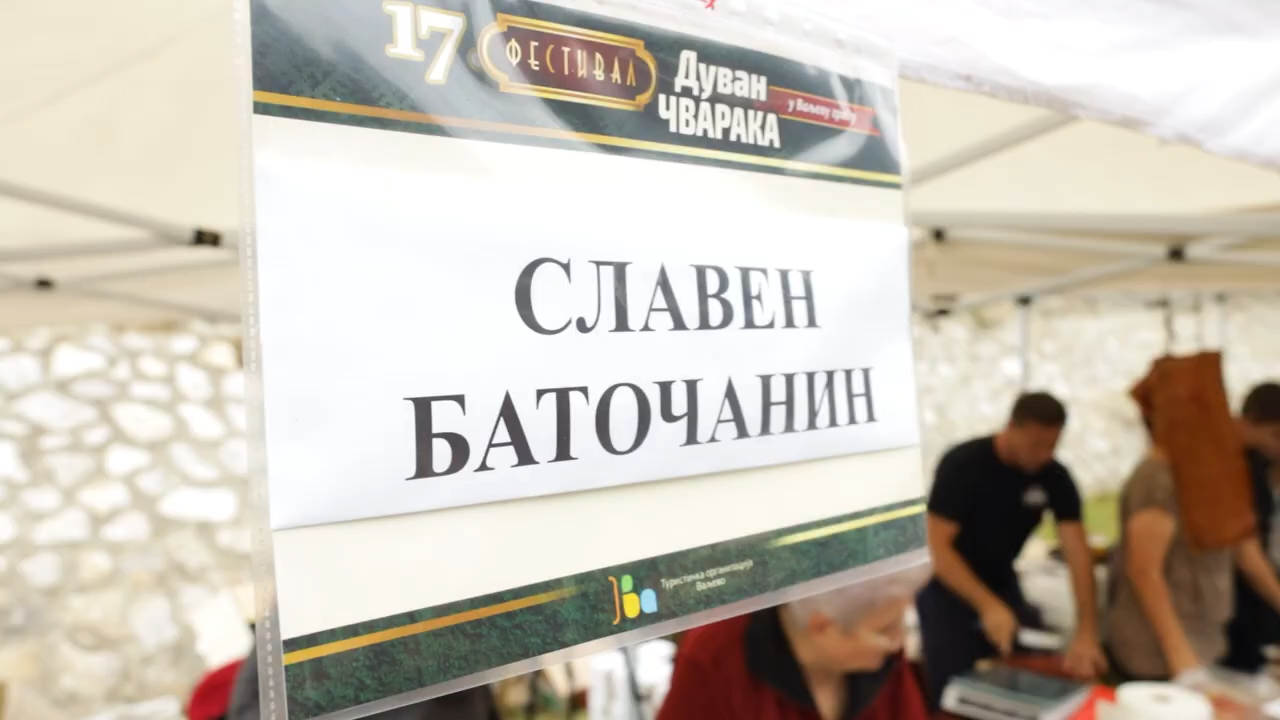 17. ФЕСТИВАЛ
Дуван
ЧВАРАКА
у Ваљеву граду
СЛАВЕН
БАТОЧАНИН
Туристичка организација
Ваљево